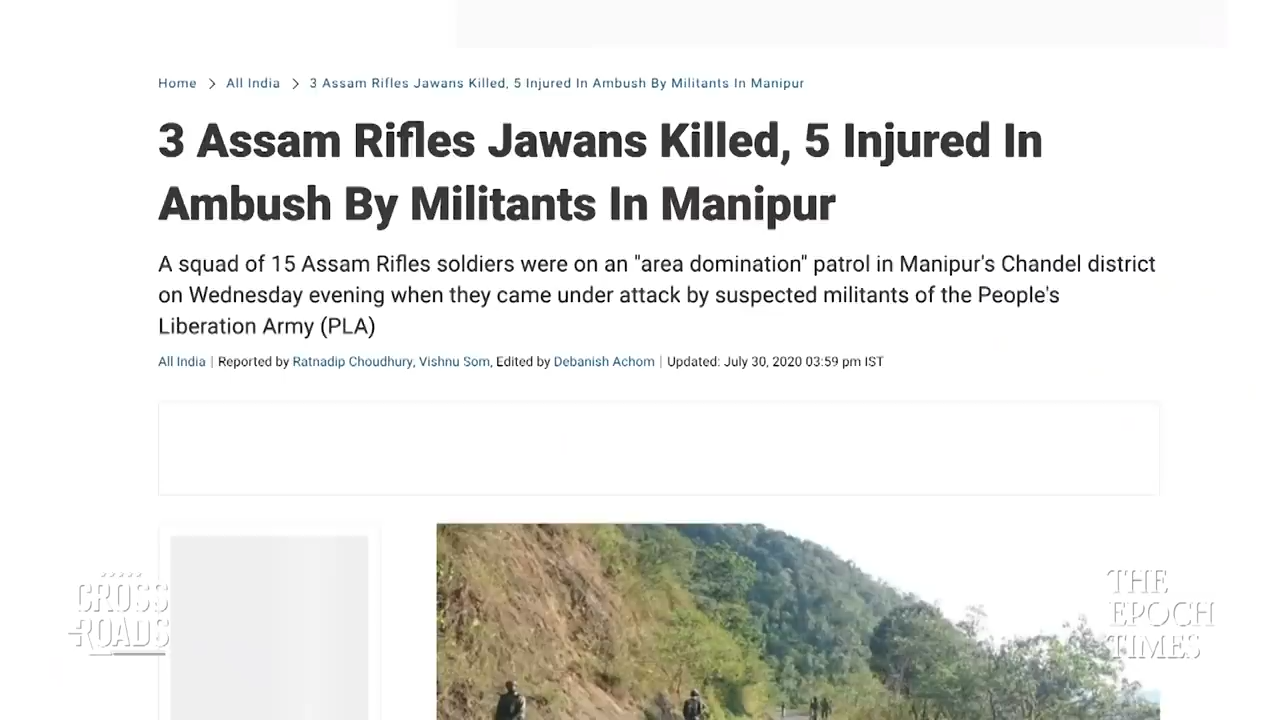 Home > All India > 3 Assam Rifles Jawans Killed, 5 Injured In Ambush By Militants In Manipur
3 Assam Rifles Jawans Killed, 5 Injured In
Ambush By Militants In Manipur
A squad of 15 Assam Rifles soldiers were on an "area domination" patrol in Manipur's Chandel district
on Wednesday evening when they came under attack by suspected militants of the People's
Liberation Army (PLA)
All India | Reported by Ratnadip Choudhury, Vishnu Som, Edited by Debanish Achom | Updated: July 30, 2020 03:59 pm IST
CROSS
ROADS
THE
EPOCH
TIMES